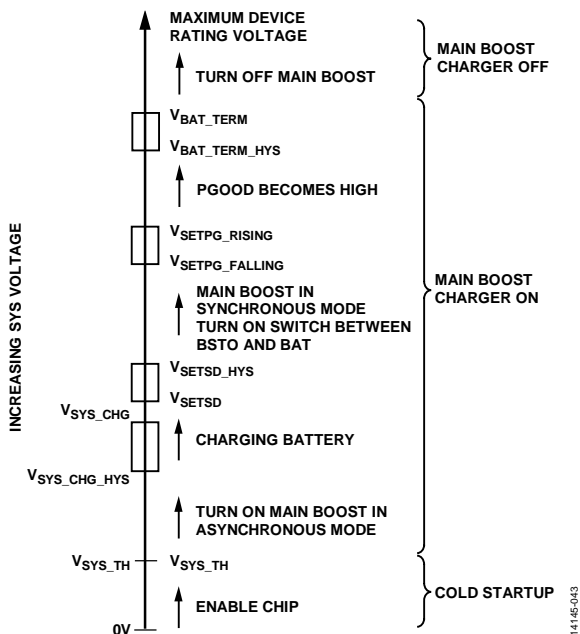 MAXIMUM DEVICE
RATING VOLTAGE
TURN OFF MAIN BOOST
MAIN BOOST
CHARGER OFF
VBAT_TERM
VBAT_TERM_HYS
PGOOD BECOMES HIGH
VSETPG_RISING
VSETPG_FALLING
MAIN BOOST IN
SYNCHRONOUS MODE
TURN ON SWITCH BETWEEN
BSTO AND BAT
MAIN BOOST
CHARGER ON
INCREASING SYS VOLTAGE
VSETSD_HYS
VSETSD
VSYS_CHG
CHARGING BATTERY
VSYS_CHG_HYS
TURN ON MAIN BOOST IN
ASYNCHRONOUS MODE
VSYS_TH
VSYS_TH
ENABLE CHIP
COLD STARTUP
0V
14145-043